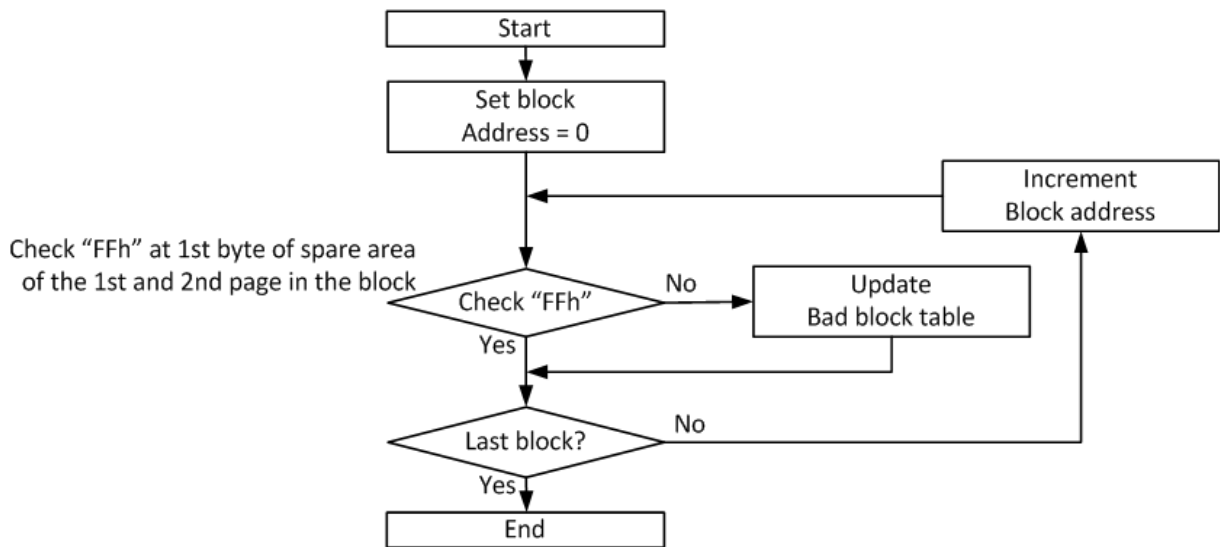 Start
Set block
Address = 0
Increment
Block address
Check “FFh” at 1st byte of spare area
of the 1st and 2nd page in the block
Check “FFh”
No
Update
Bad block table
Yes
Last block?
No
Yes
End